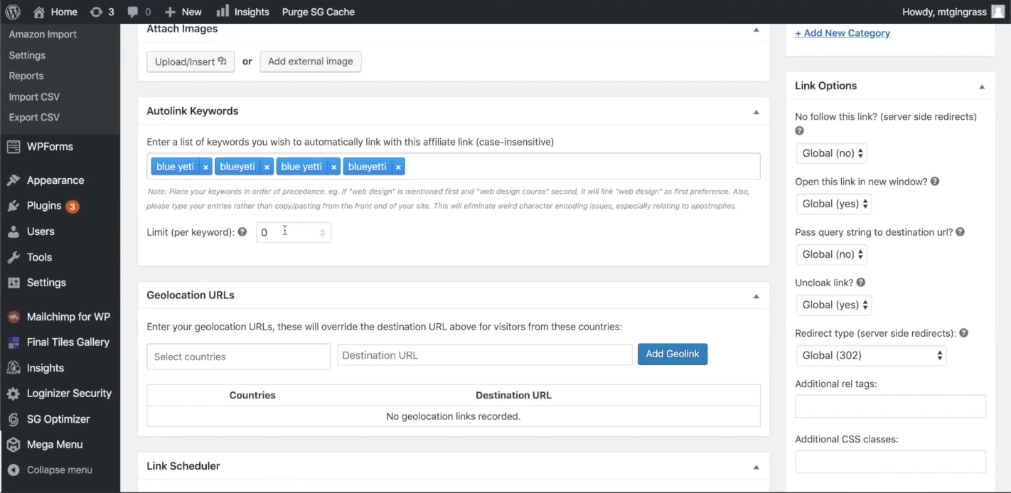 Home 3 0 New Insights Purge SG Cache Howdy, mtgingrass
Amazon Import
Settings
Reports
Import CSV
Export CSV
WPForms
Appearance
Plugins 3
Users
Tools
Settings
Mailchimp for WP
Final Tiles Gallery
Insights
Loginizer Security
SG Optimizer
Mega Menu
Collapse menu
Attach Images
Upload/Insert or Add external image
Autolink Keywords
Enter a list of keywords you wish to automatically link with this affiliate link (case-insensitive)
blue yeti × blueyeti × blue yetti × blueyetti ×
Note: Place your keywords in order of precedence. eg. If "web design" is mentioned first and "web design course" second, it will link "web design" as first preference. Also,
please type your entries rather than copy/pasting from the front end of your site. This will eliminate weird character encoding issues, especially relating to apostrophes.
Limit (per keyword): ? 0
Geolocation URLs
Enter your geolocation URLs, these will override the destination URL above for visitors from these countries:
Select countries Destination URL Add Geolink
Countries Destination URL
No geolocation links recorded.
Link Scheduler
+ Add New Category
Link Options
No follow this link? (server side redirects)
?
Global (no)
Open this link in new window? ?
Global (yes)
Pass query string to destination url? ?
Global (no)
Uncloak link? ?
Global (yes)
Redirect type (server side redirects): ?
Global (302)
Additional rel tags:
Additional CSS classes: